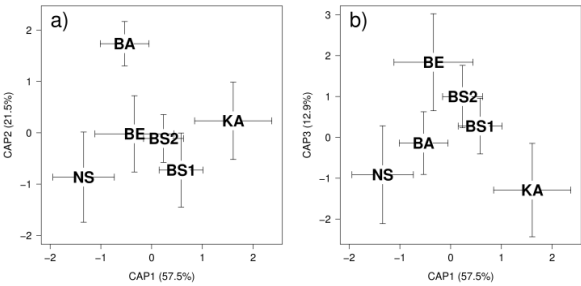 a)
BA
KA
BE
BS2
BS1
NS
2
1
0
−1
−2
−2
−1
0
1
2
CAP2 (21.5%)
CAP1 (57.5%)
b)
BE
BS2
BS1
BA
NS
KA
3
2
1
0
−1
−2
−2
−1
0
1
2
CAP3 (12.9%)
CAP1 (57.5%)